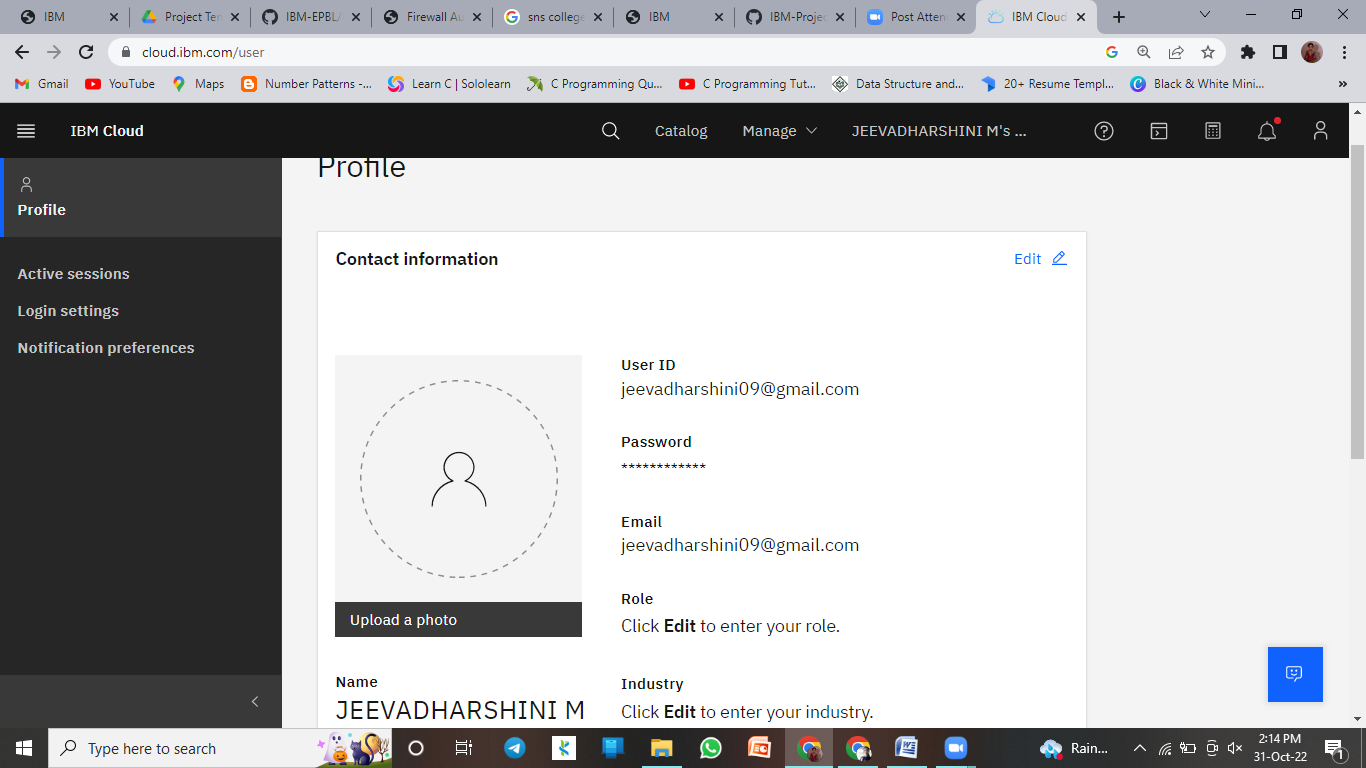 IBM
Project Ten
IBM-EPBL/
Firewall Au
sns college
IBM
IBM-Projec
Post Atten
IBM Cloud
cloud.ibm.com/user
Gmail
YouTube
Maps
Number Patterns -...
Learn C | Sololearn
C Programming Qu...
C Programming Tut...
Data Structure and...
20+ Resume Templ...
Black & White Mini...
IBM Cloud
Catalog
Manage
JEEVADHARSHINI M's ...
Profile
Active sessions
Login settings
Notification preferences
Profile
Contact information
Edit
Upload a photo
Name
JEEVADHARSHINI M
User ID
jeevadharshini09@gmail.com
Password
************
Email
jeevadharshini09@gmail.com
Role
Click Edit to enter your role.
Industry
Click Edit to enter your industry.
Type here to search
Rain...
2:14 PM
31-Oct-22
1